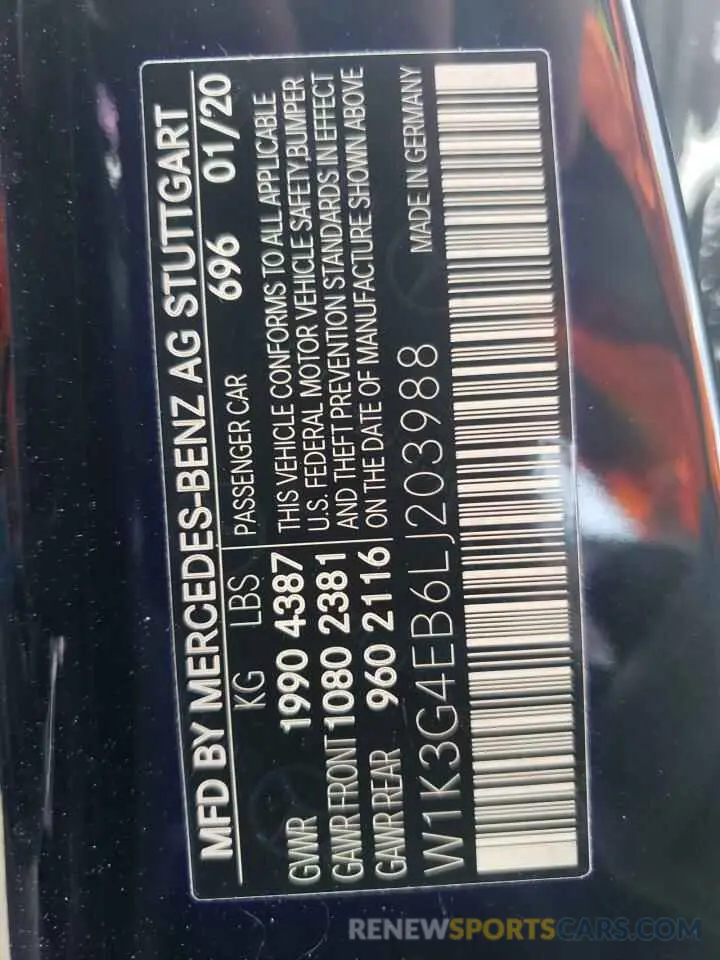 MFD BY MERCEDES-BENZ AG STUTTGART
696 01/20
KG LBS PASSENGER CAR
GVWR 1990 4387 THIS VEHICLE CONFORMS TO ALL APPLICABLE
U.S. FEDERAL MOTOR VEHICLE SAFETY,BUMPER
GAWR FRONT 1080 2381 AND THEFT PREVENTION STANDARDS IN EFFECT
GAWR REAR 960 2116 ON THE DATE OF MANUFACTURE SHOWN ABOVE
W1K3G4EB6LJ203988 MADE IN GERMANY
RENEWSPORTSCARS.COM